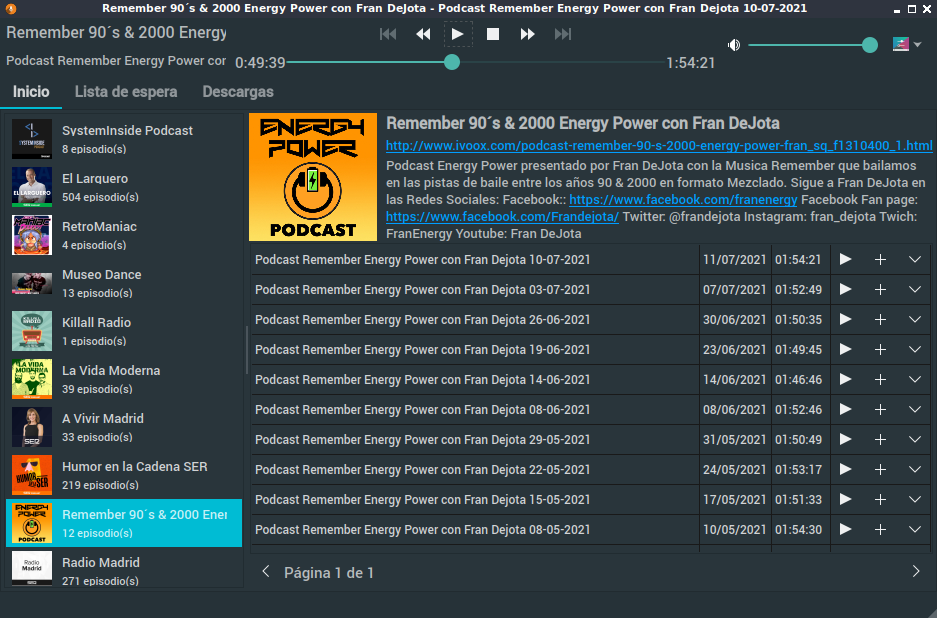 Remember 90´s & 2000 Energy Power con Fran DeJota - Podcast Remember Energy Power con Fran Dejota 10-07-2021
Remember 90´s & 2000 Energy
Podcast Remember Energy Power cor
0:49:39
1:54:21
Inicio
Lista de espera
Descargas
SYSTEM INSIDE
SystemInside Podcast
8 episodio(s)
ELLARGUERO
El Larguero
504 episodio(s)
RetroManiac
4 episodio(s)
Museo Dance
13 episodio(s)
Killall Radio
1 episodio(s)
LA VIDA MODERNA
La Vida Moderna
39 episodio(s)
SER
A Vivir Madrid
33 episodio(s)
HUMOR
SER
Humor en la Cadena SER
219 episodio(s)
ENERGY POWER
PODCAST
Remember 90´s & 2000 Ener
12 episodio(s)
Radio
Madrid
Radio Madrid
271 episodio(s)
ENERGY
POWER
PODCAST
Remember 90´s & 2000 Energy Power con Fran DeJota
http://www.ivoox.com/podcast-remember-90-s-2000-energy-power-fran_sq_f1310400_1.html
Podcast Energy Power presentado por Fran DeJota con la Musica Remember que bailamos
en las pistas de baile entre los años 90 & 2000 en formato Mezclado. Sigue a Fran DeJota en
las Redes Sociales: Facebook:: https://www.facebook.com/franenergy Facebook Fan page:
https://www.facebook.com/Frandejota/ Twitter: @frandejota Instagram: fran_dejota Twich:
FranEnergy Youtube: Fran DeJota
Podcast Remember Energy Power con Fran Dejota 10-07-2021 11/07/2021 01:54:21
Podcast Remember Energy Power con Fran Dejota 03-07-2021 07/07/2021 01:52:49
Podcast Remember Energy Power con Fran Dejota 26-06-2021 30/06/2021 01:50:35
Podcast Remember Energy Power con Fran Dejota 19-06-2021 23/06/2021 01:49:45
Podcast Remember Energy Power con Fran Dejota 14-06-2021 14/06/2021 01:46:46
Podcast Remember Energy Power con Fran Dejota 08-06-2021 08/06/2021 01:52:46
Podcast Remember Energy Power con Fran Dejota 29-05-2021 31/05/2021 01:50:49
Podcast Remember Energy Power con Fran Dejota 22-05-2021 24/05/2021 01:53:17
Podcast Remember Energy Power con Fran Dejota 15-05-2021 17/05/2021 01:51:33
Podcast Remember Energy Power con Fran Dejota 08-05-2021 10/05/2021 01:54:30
Página 1 de 1